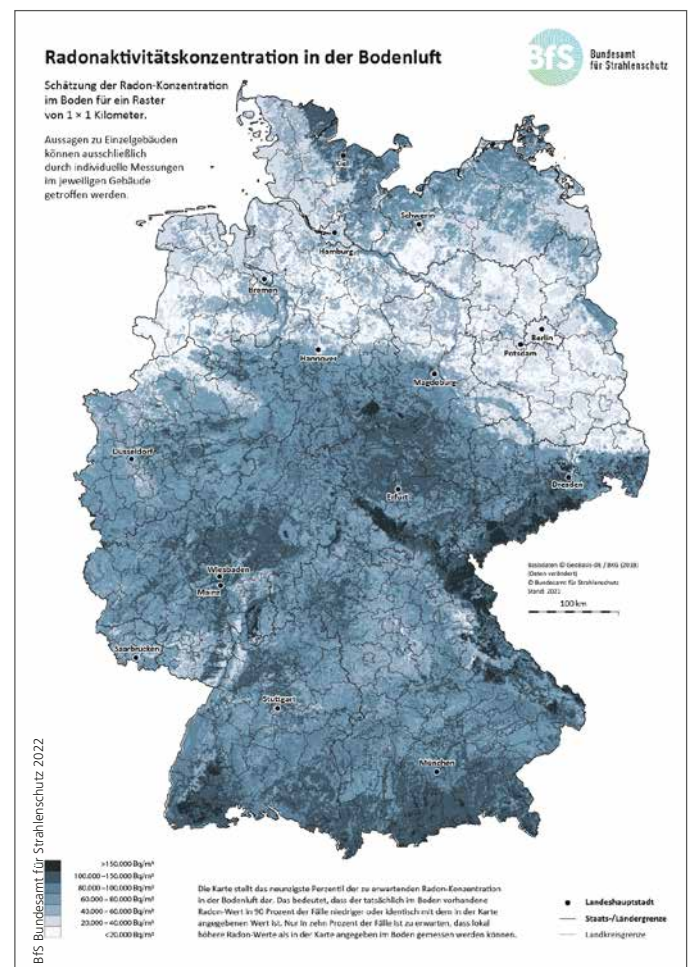 Radonaktivitätskonzentration in der Bodenluft
BfS
Bundesamt
für Strahlenschutz
Schätzung der Radon-Konzentration
im Boden für ein Raster
von 1 × 1 Kilometer.
Aussagen zu Einzelgebäuden
können ausschließlich
durch individuelle Messungen
im jeweiligen Gebäude
getroffen werden.
Kiel
Schwerin
Hamburg
Bremen
Berlin
Potsdam
Hannover
Magdeburg
Düsseldorf
Dresden
Erfurt
Wiesbaden
Mainz
Saarbrücken
Stuttgart
München
Basisdaten © GeoBasis-DE / BKG (2018)
(Daten verändert)
© Bundesamt für Strahlenschutz
Stand: 2021
100 km
BfS Bundesamt für Strahlenschutz 2022
>150.000 Bq/m³
100.000 – 150.000 Bq/m³
80.000 – 100.000 Bq/m³
60.000 – 80.000 Bq/m³
40.000 – 60.000 Bq/m³
20.000 – 40.000 Bq/m³
<20.000 Bq/m³
Die Karte stellt das neunzigste Perzentil der zu erwartenden Radon-Konzentration
in der Bodenluft dar. Das bedeutet, dass der tatsächlich im Boden vorhandene
Radon-Wert in 90 Prozent der Fälle niedriger oder identisch mit dem in der Karte
angegebenen Wert ist. Nur in zehn Prozent der Fälle ist zu erwarten, dass lokal
höhere Radon-Werte als in der Karte angegeben im Boden gemessen werden können.
Landeshauptstadt
Staats-/Ländergrenze
Landkreisgrenze